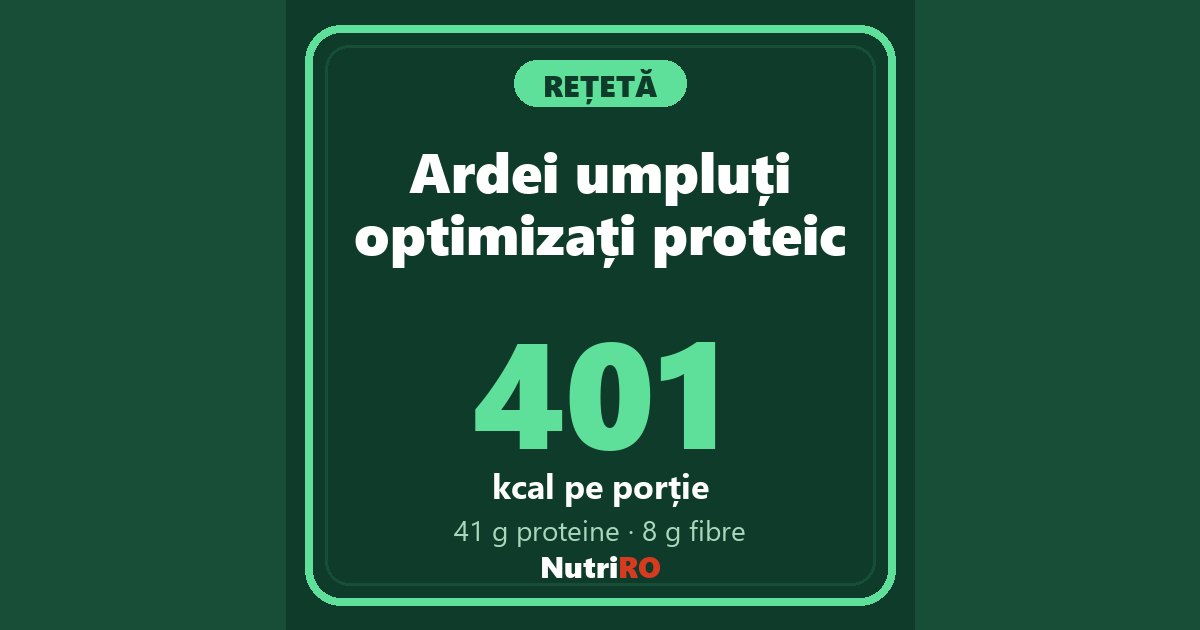 REȚETĂ
Ardei umpluți
optimizați proteic
401
kcal pe porție
41 g proteine · 8 g fibre
NutriRO